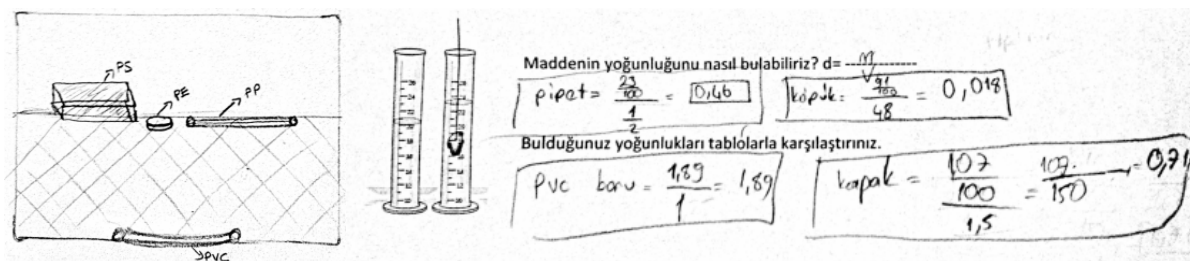 PS
PE
PP
PVC
Maddenin yoğunluğunu nasıl bulabiliriz? d= m/V
pipet = 23/100 / 1/2 = 0,46
köpük = 91/100 / 48 = 0,018
Bulduğunuz yoğunlukları tablolarla karşılaştırınız.
PVC boru = 1,89/1 = 1,89
kapak = 107/100 / 1,5 = 107/150 = 0,71